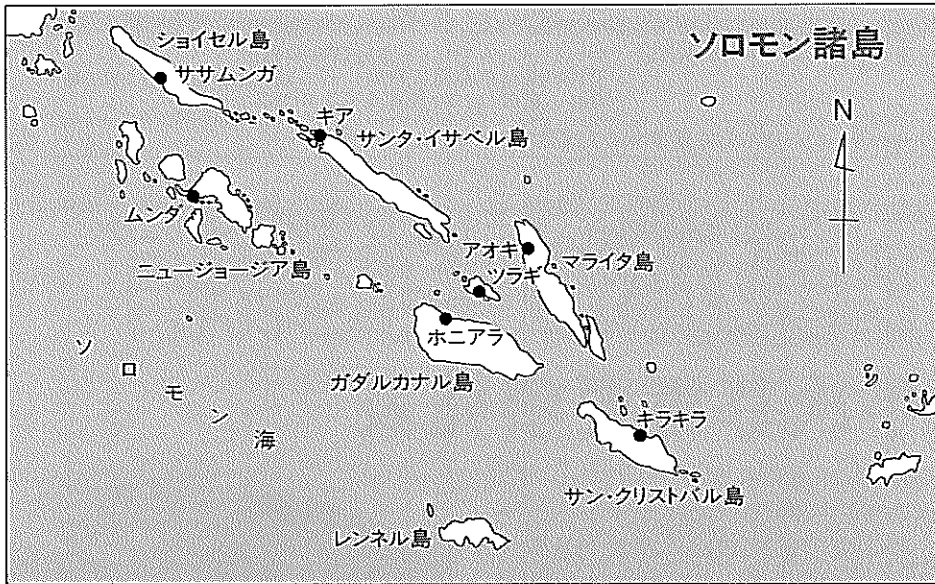 ソロモン諸島
N
ショイセル島
ササムンガ
キア
サンタ・イサベル島
ムンダ
ニュージョージア島
アオキ
マライタ島
ツラギ
ホニアラ
ガダルカナル島
ソロモン海
キラキラ
サン・クリストバル島
レンネル島